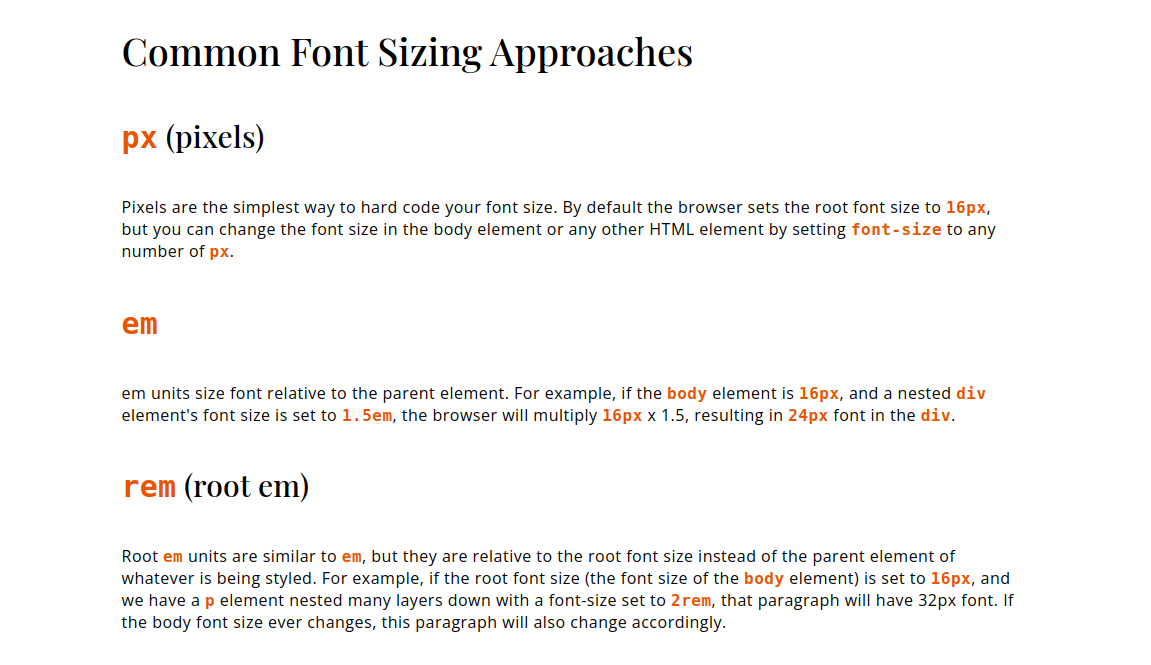 Common Font Sizing Approaches
px (pixels)
Pixels are the simplest way to hard code your font size. By default the browser sets the root font size to 16px,
but you can change the font size in the body element or any other HTML element by setting font-size to any
number of px.
em
em units size font relative to the parent element. For example, if the body element is 16px, and a nested div
element's font size is set to 1.5em, the browser will multiply 16px x 1.5, resulting in 24px font in the div.
rem (root em)
Root em units are similar to em, but they are relative to the root font size instead of the parent element of
whatever is being styled. For example, if the root font size (the font size of the body element) is set to 16px, and
we have a p element nested many layers down with a font-size set to 2rem, that paragraph will have 32px font. If
the body font size ever changes, this paragraph will also change accordingly.